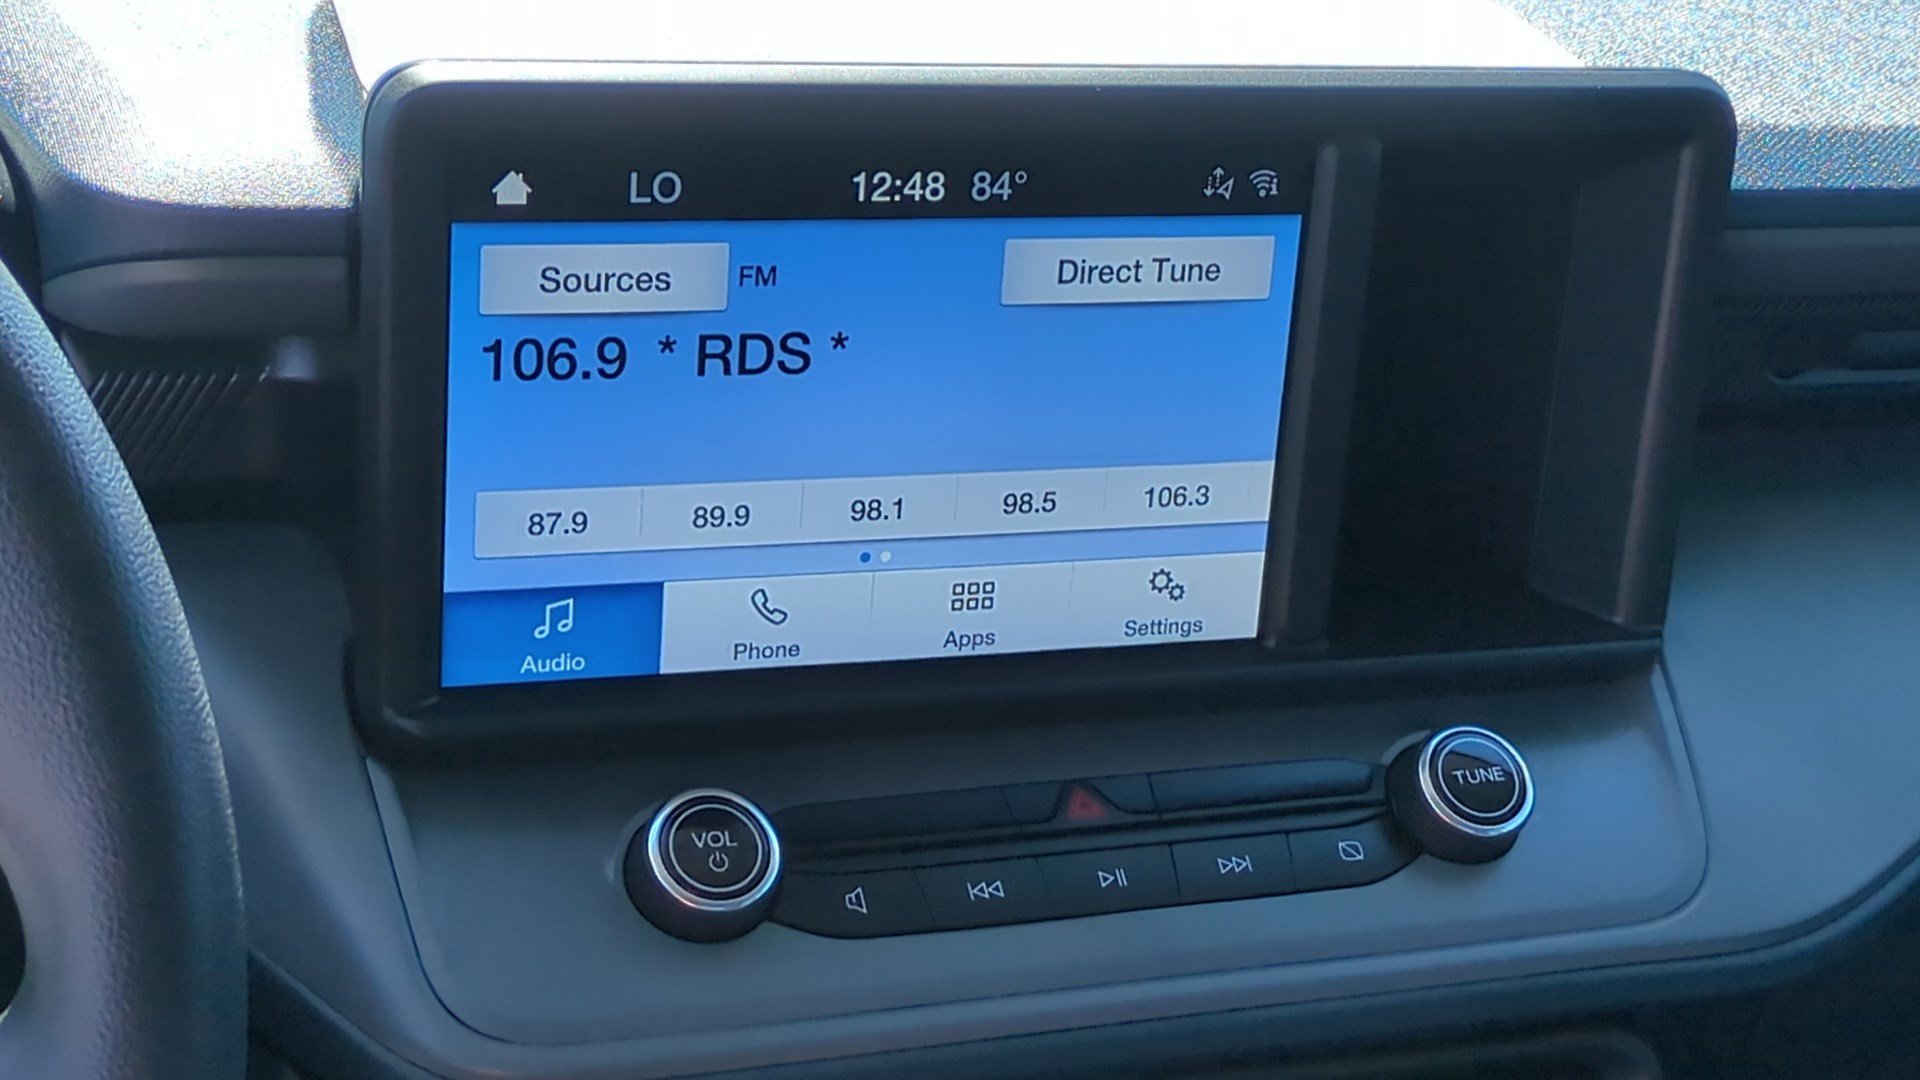 LO 12:48 84°
Sources FM Direct Tune
106.9 * RDS *
87.9 89.9 98.1 98.5 106.3
Audio Phone Apps Settings
VOL
TUNE